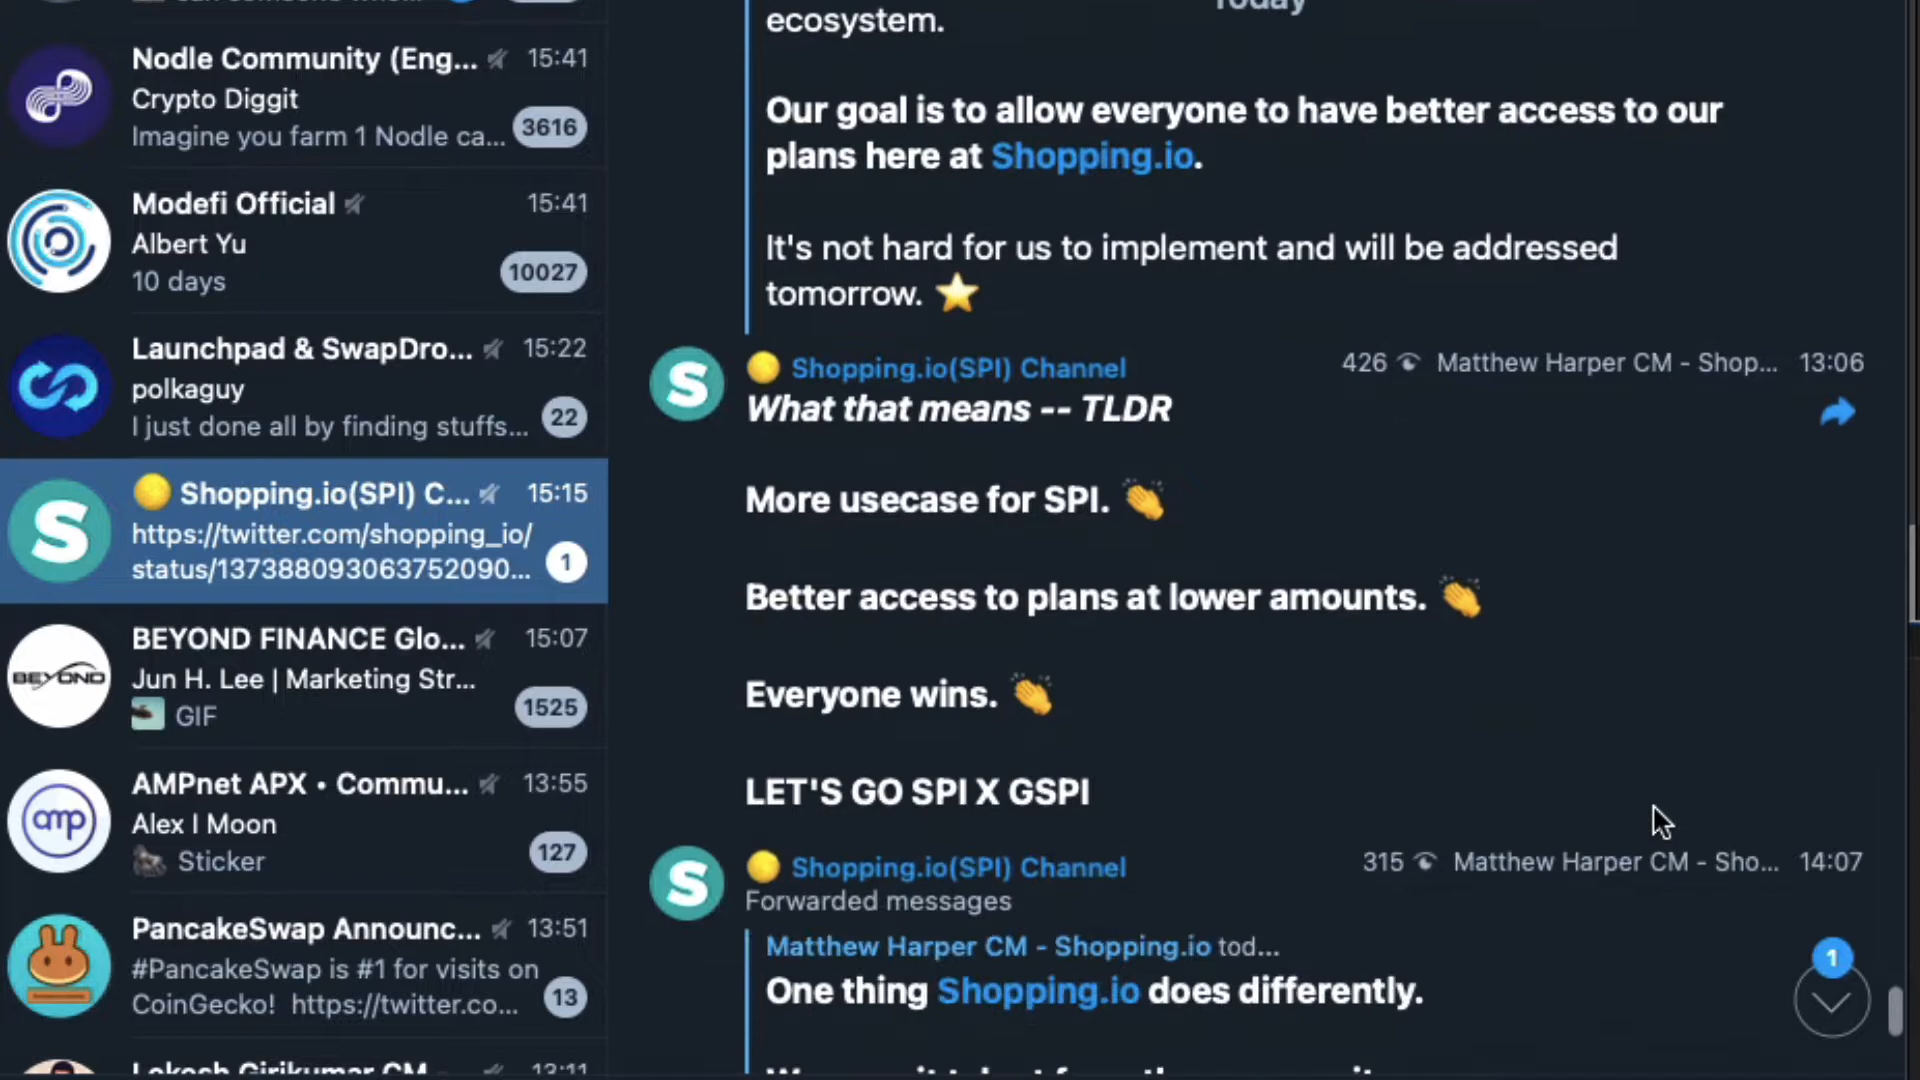 Nodle Community (Eng... 15:41
Crypto Diggit
Imagine you farm 1 Nodle ca... 3616
Modefi Official 15:41
Albert Yu
10 days 10027
Launchpad & SwapDro... 15:22
polkaguy
I just done all by finding stuffs... 22
Shopping.io(SPI) C... 15:15
https://twitter.com/shopping_io/
status/137388093063752090... 1
BEYOND
BEYOND FINANCE Glo... 15:07
Jun H. Lee | Marketing Str...
GIF 1525
amp
AMPnet APX • Commu... 13:55
Alex I Moon
Sticker 127
PancakeSwap Announc... 13:51
#PancakeSwap is #1 for visits on
CoinGecko! https://twitter.co... 13
Lokesh Girikumar CM 13:11
Today
ecosystem.
Our goal is to allow everyone to have better access to our
plans here at Shopping.io.
It's not hard for us to implement and will be addressed
tomorrow.
S
Shopping.io(SPI) Channel 426 Matthew Harper CM - Shop... 13:06
What that means -- TLDR
More usecase for SPI.
Better access to plans at lower amounts.
Everyone wins.
LET'S GO SPI X GSPI
S
Shopping.io(SPI) Channel 315 Matthew Harper CM - Sho... 14:07
Forwarded messages
Matthew Harper CM - Shopping.io tod...
One thing Shopping.io does differently.
1